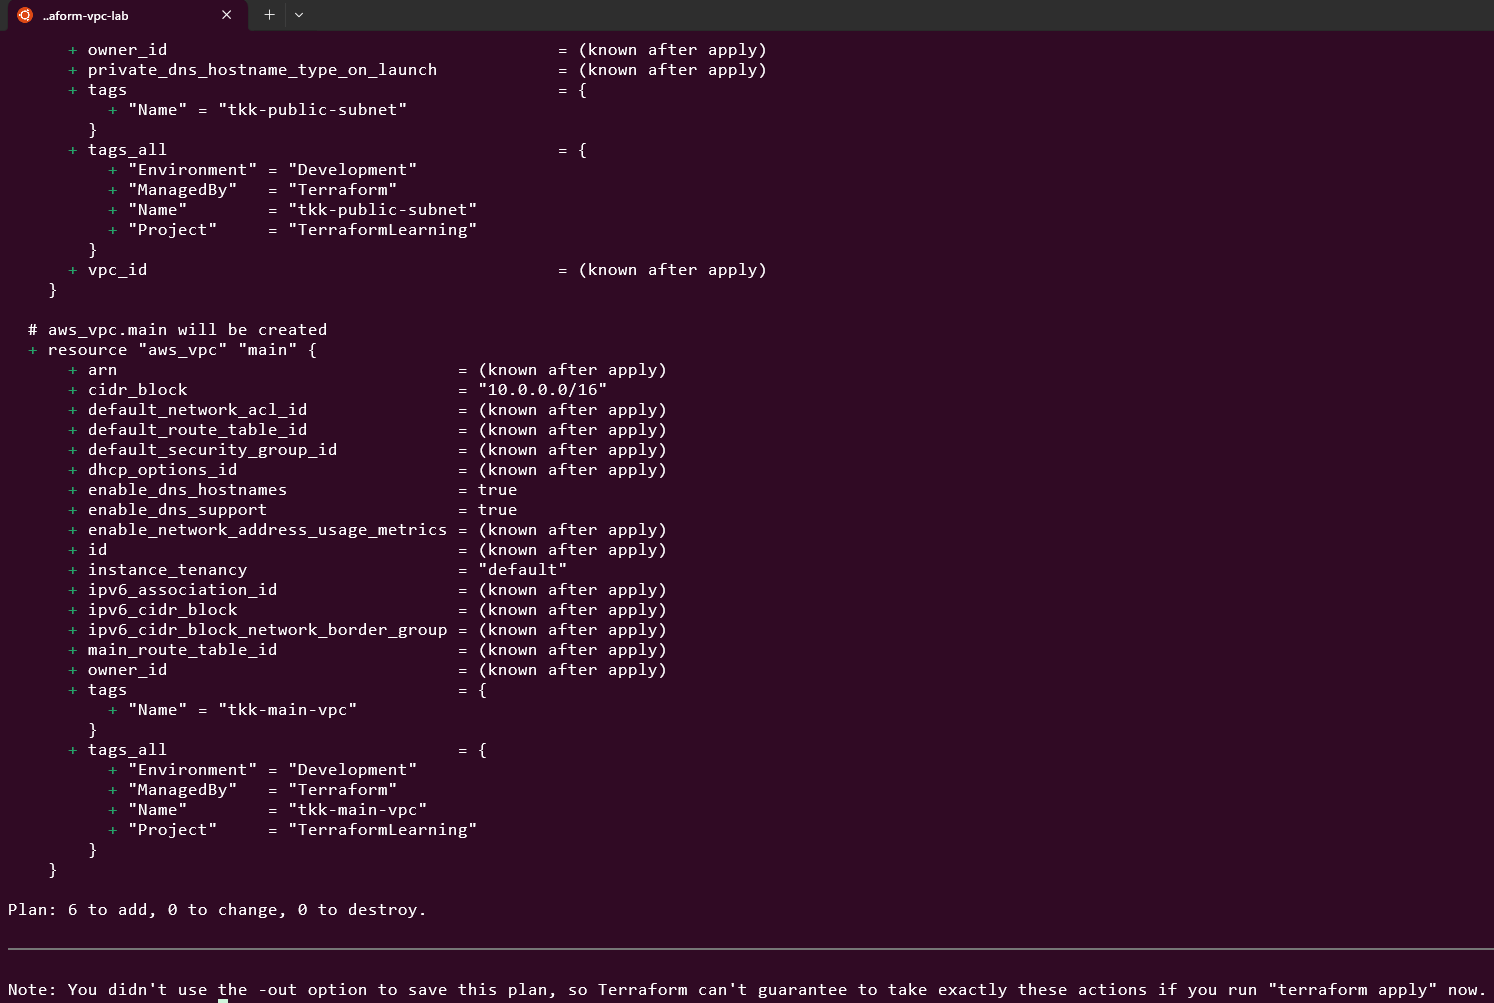 ..aform-vpc-lab
+ owner_id = (known after apply)
+ private_dns_hostname_type_on_launch = (known after apply)
+ tags = {
+ "Name" = "tkk-public-subnet"
}
+ tags_all = {
+ "Environment" = "Development"
+ "ManagedBy" = "Terraform"
+ "Name" = "tkk-public-subnet"
+ "Project" = "TerraformLearning"
}
+ vpc_id = (known after apply)
}
# aws_vpc.main will be created
+ resource "aws_vpc" "main" {
+ arn = (known after apply)
+ cidr_block = "10.0.0.0/16"
+ default_network_acl_id = (known after apply)
+ default_route_table_id = (known after apply)
+ default_security_group_id = (known after apply)
+ dhcp_options_id = (known after apply)
+ enable_dns_hostnames = true
+ enable_dns_support = true
+ enable_network_address_usage_metrics = (known after apply)
+ id = (known after apply)
+ instance_tenancy = "default"
+ ipv6_association_id = (known after apply)
+ ipv6_cidr_block = (known after apply)
+ ipv6_cidr_block_network_border_group = (known after apply)
+ main_route_table_id = (known after apply)
+ owner_id = (known after apply)
+ tags = {
+ "Name" = "tkk-main-vpc"
}
+ tags_all = {
+ "Environment" = "Development"
+ "ManagedBy" = "Terraform"
+ "Name" = "tkk-main-vpc"
+ "Project" = "TerraformLearning"
}
}
Plan: 6 to add, 0 to change, 0 to destroy.
Note: You didn't use the -out option to save this plan, so Terraform can't guarantee to take exactly these actions if you run "terraform apply" now.